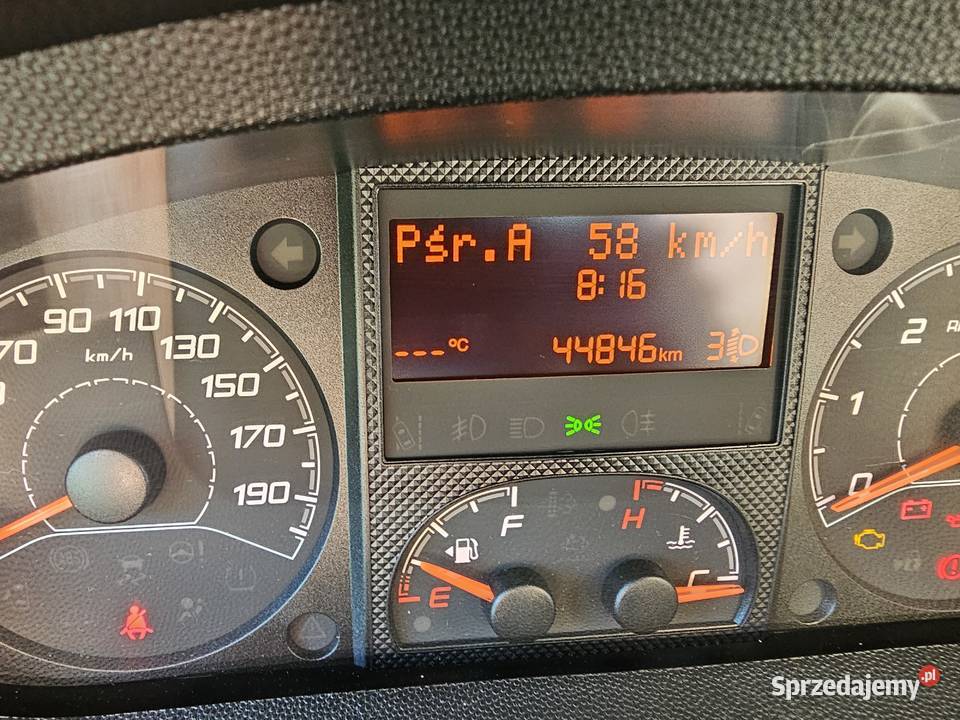 Pśr.A 58 km/h
8:16
---°C 44846km 3
70 90 110 130 150 170 190
km/h
0 1 2
F
E
H
C
Sprzedajemy.pl